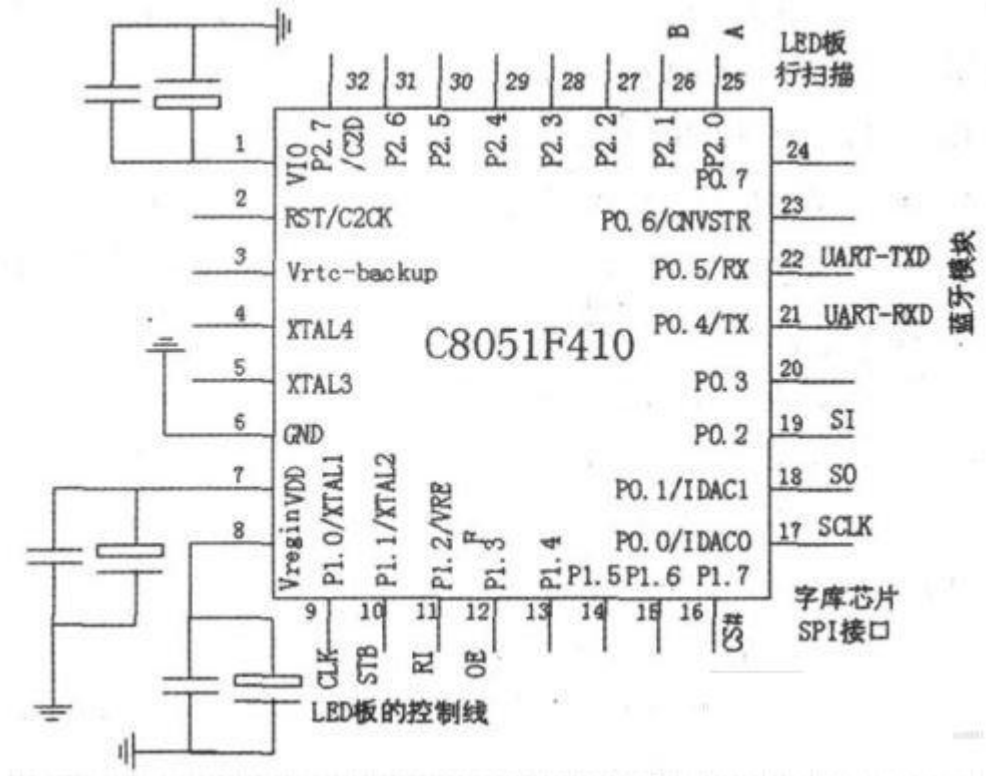 B
A
LED板
行扫描
32
31
30
29
28
27
26
25
P2.7
/C2D
P2.6
P2.5
P2.4
P2.3
P2.2
P2.1
P2.0
1
VIO
24
P0.7
2
RST/C2CK
P0.6/CNVSTR
23
3
Vrtc-backup
P0.5/RX
22
UART-TXD
4
XTAL4
P0.4/TX
21
UART-RXD
蓝牙模块
C8051F410
5
XTAL3
P0.3
20
6
GND
P0.2
19
SI
7
VDD
P0.1/IDAC1
18
SO
8
Vregin
P0.0/IDAC0
17
SCLK
P1.0/XTAL1
P1.1/XTAL2
P1.2/VRE
F
P1.3
P1.4
P1.5
P1.6
P1.7
9
10
11
12
13
14
15
16
CLK
STB
RI
OE
CS#
字库芯片
SPI接口
LED板的控制线